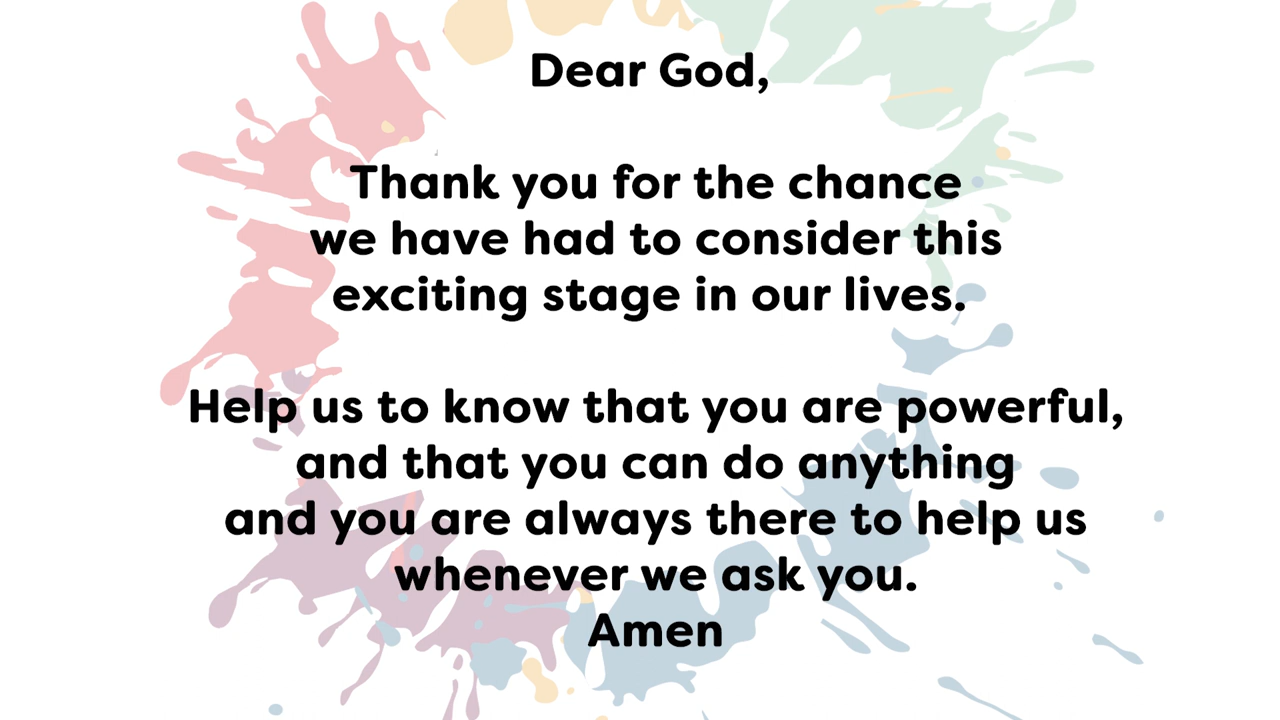 Dear God,
Thank you for the chance
we have had to consider this
exciting stage in our lives.
Help us to know that you are powerful,
and that you can do anything
and you are always there to help us
whenever we ask you.
Amen